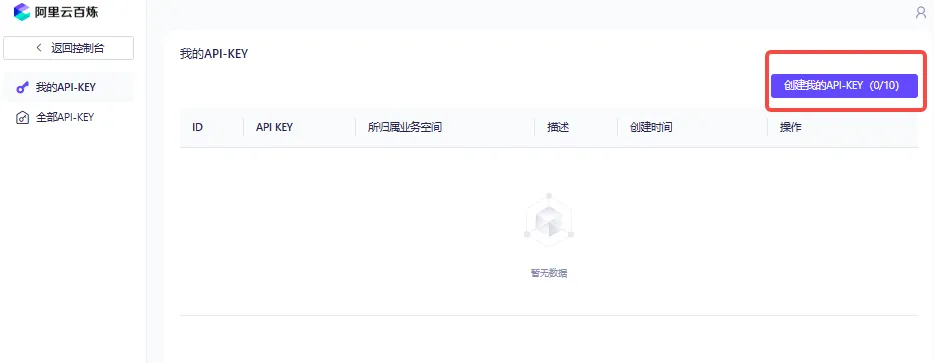 阿里云百炼
返回控制台
我的API-KEY
全部API-KEY
我的API-KEY
创建我的API-KEY（0/10）
ID API KEY 所归属业务空间 描述 创建时间 操作
暂无数据